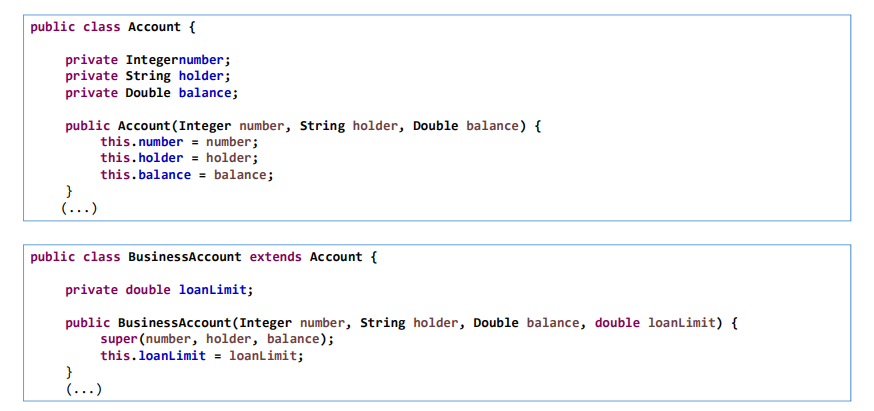 public class Account {
private Integernumber;
private String holder;
private Double balance;
public Account(Integer number, String holder, Double balance) {
this.number = number;
this.holder = holder;
this.balance = balance;
}
(...)
public class BusinessAccount extends Account {
private double loanLimit;
public BusinessAccount(Integer number, String holder, Double balance, double loanLimit) {
super(number, holder, balance);
this.loanLimit = loanLimit;
}
(...)